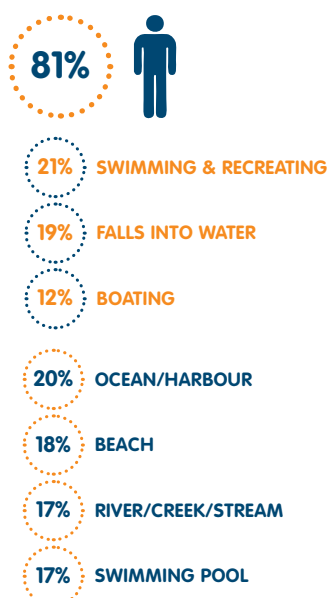 81%
21% SWIMMING & RECREATING
19% FALLS INTO WATER
12% BOATING
20% OCEAN/HARBOUR
18% BEACH
17% RIVER/CREEK/STREAM
17% SWIMMING POOL